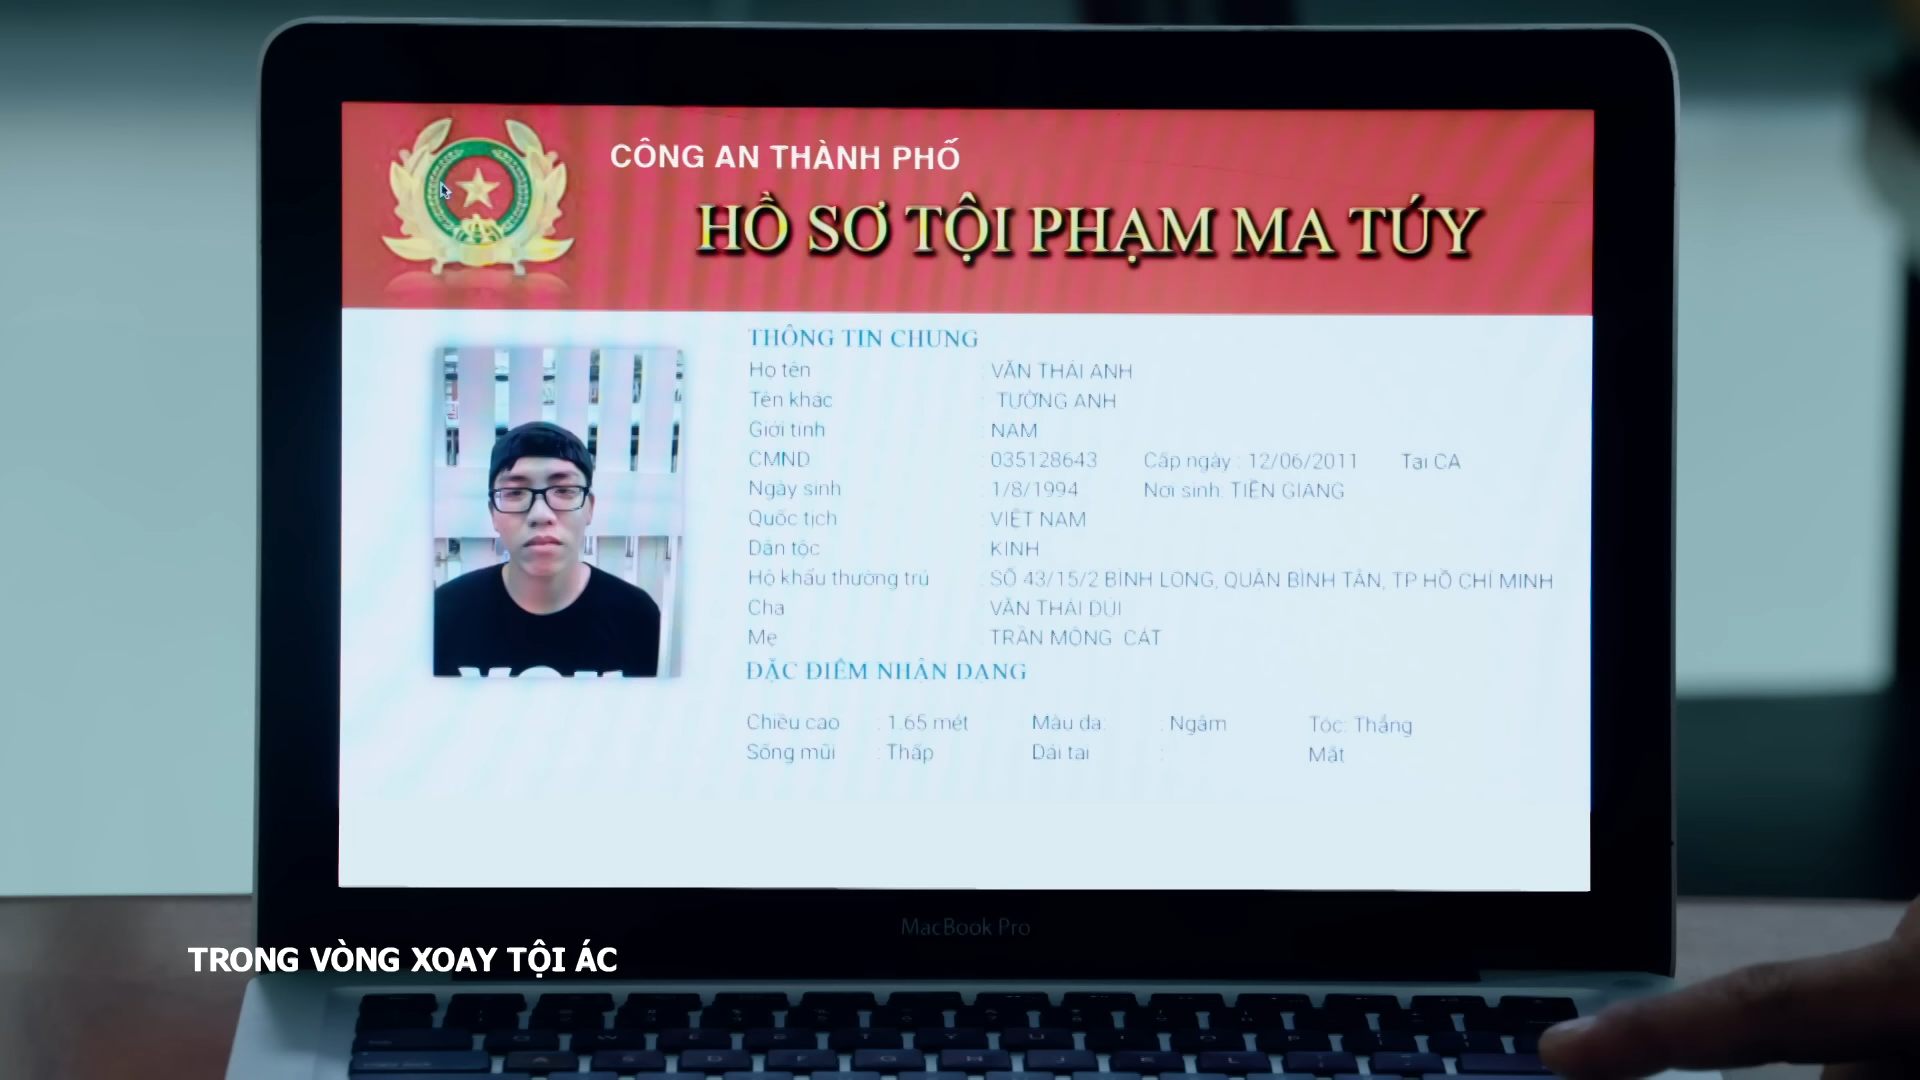 CÔNG AN THÀNH PHỐ
HỒ SƠ TỘI PHẠM MA TÚY
THÔNG TIN CHUNG
Họ tên : VĂN THÁI ANH
Tên khác : TƯỜNG ANH
Giới tính : NAM
CMND : 035128643 Cấp ngày : 12/06/2011 Tại CA
Ngày sinh : 1/8/1994 Nơi sinh: TIỀN GIANG
Quốc tịch : VIỆT NAM
Dân tộc : KINH
Hộ khẩu thường trú : SỐ 43/15/2 BÌNH LONG, QUẬN BÌNH TÂN, TP HỒ CHÍ MINH
Cha : VĂN THÁI DÙI
Mẹ : TRẦN MỘNG CÁT
ĐẶC ĐIỂM NHẬN DẠNG
Chiều cao : 1.65 mét Màu da : Ngăm Tóc: Thẳng
Sống mũi : Thấp Dái tai : Mắt
MacBook Pro
TRONG VÒNG XOAY TỘI ÁC